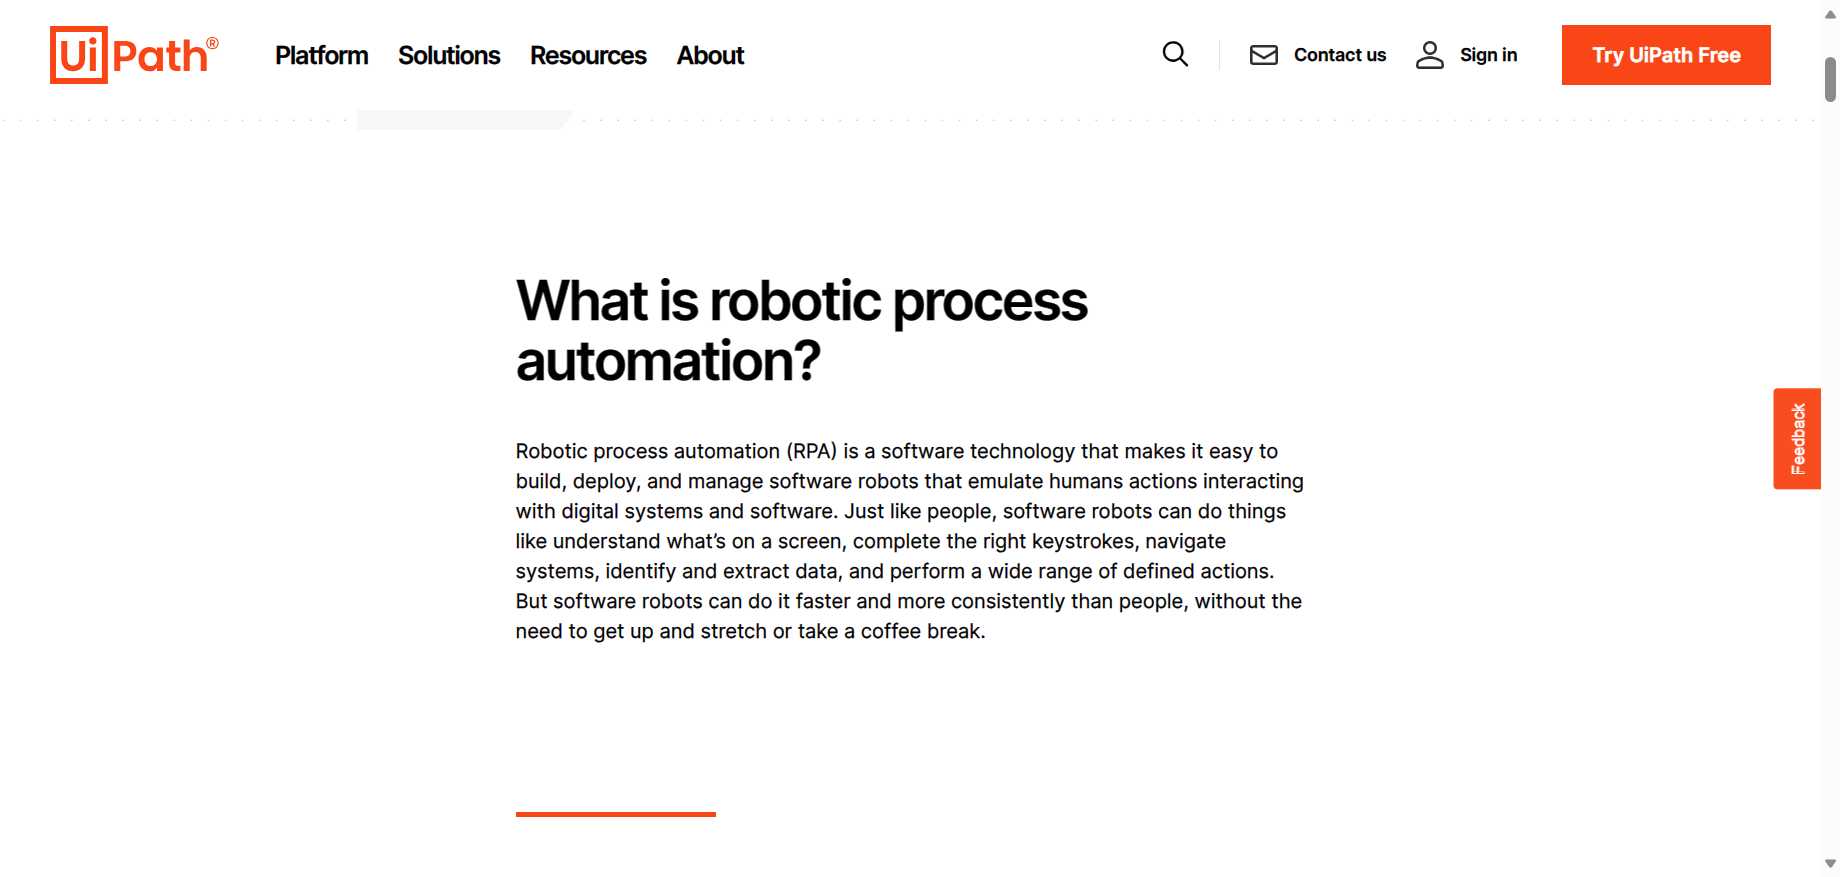 UiPath®
Platform Solutions Resources About
Contact us Sign in Try UiPath Free
What is robotic process
automation?
Robotic process automation (RPA) is a software technology that makes it easy to
build, deploy, and manage software robots that emulate humans actions interacting
with digital systems and software. Just like people, software robots can do things
like understand what’s on a screen, complete the right keystrokes, navigate
systems, identify and extract data, and perform a wide range of defined actions.
But software robots can do it faster and more consistently than people, without the
need to get up and stretch or take a coffee break.
Feedback